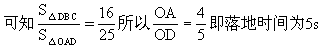 可知 S△DBC/S△OAD = 16/25 所以 OA/OD = 4/5 即落地时间为5s